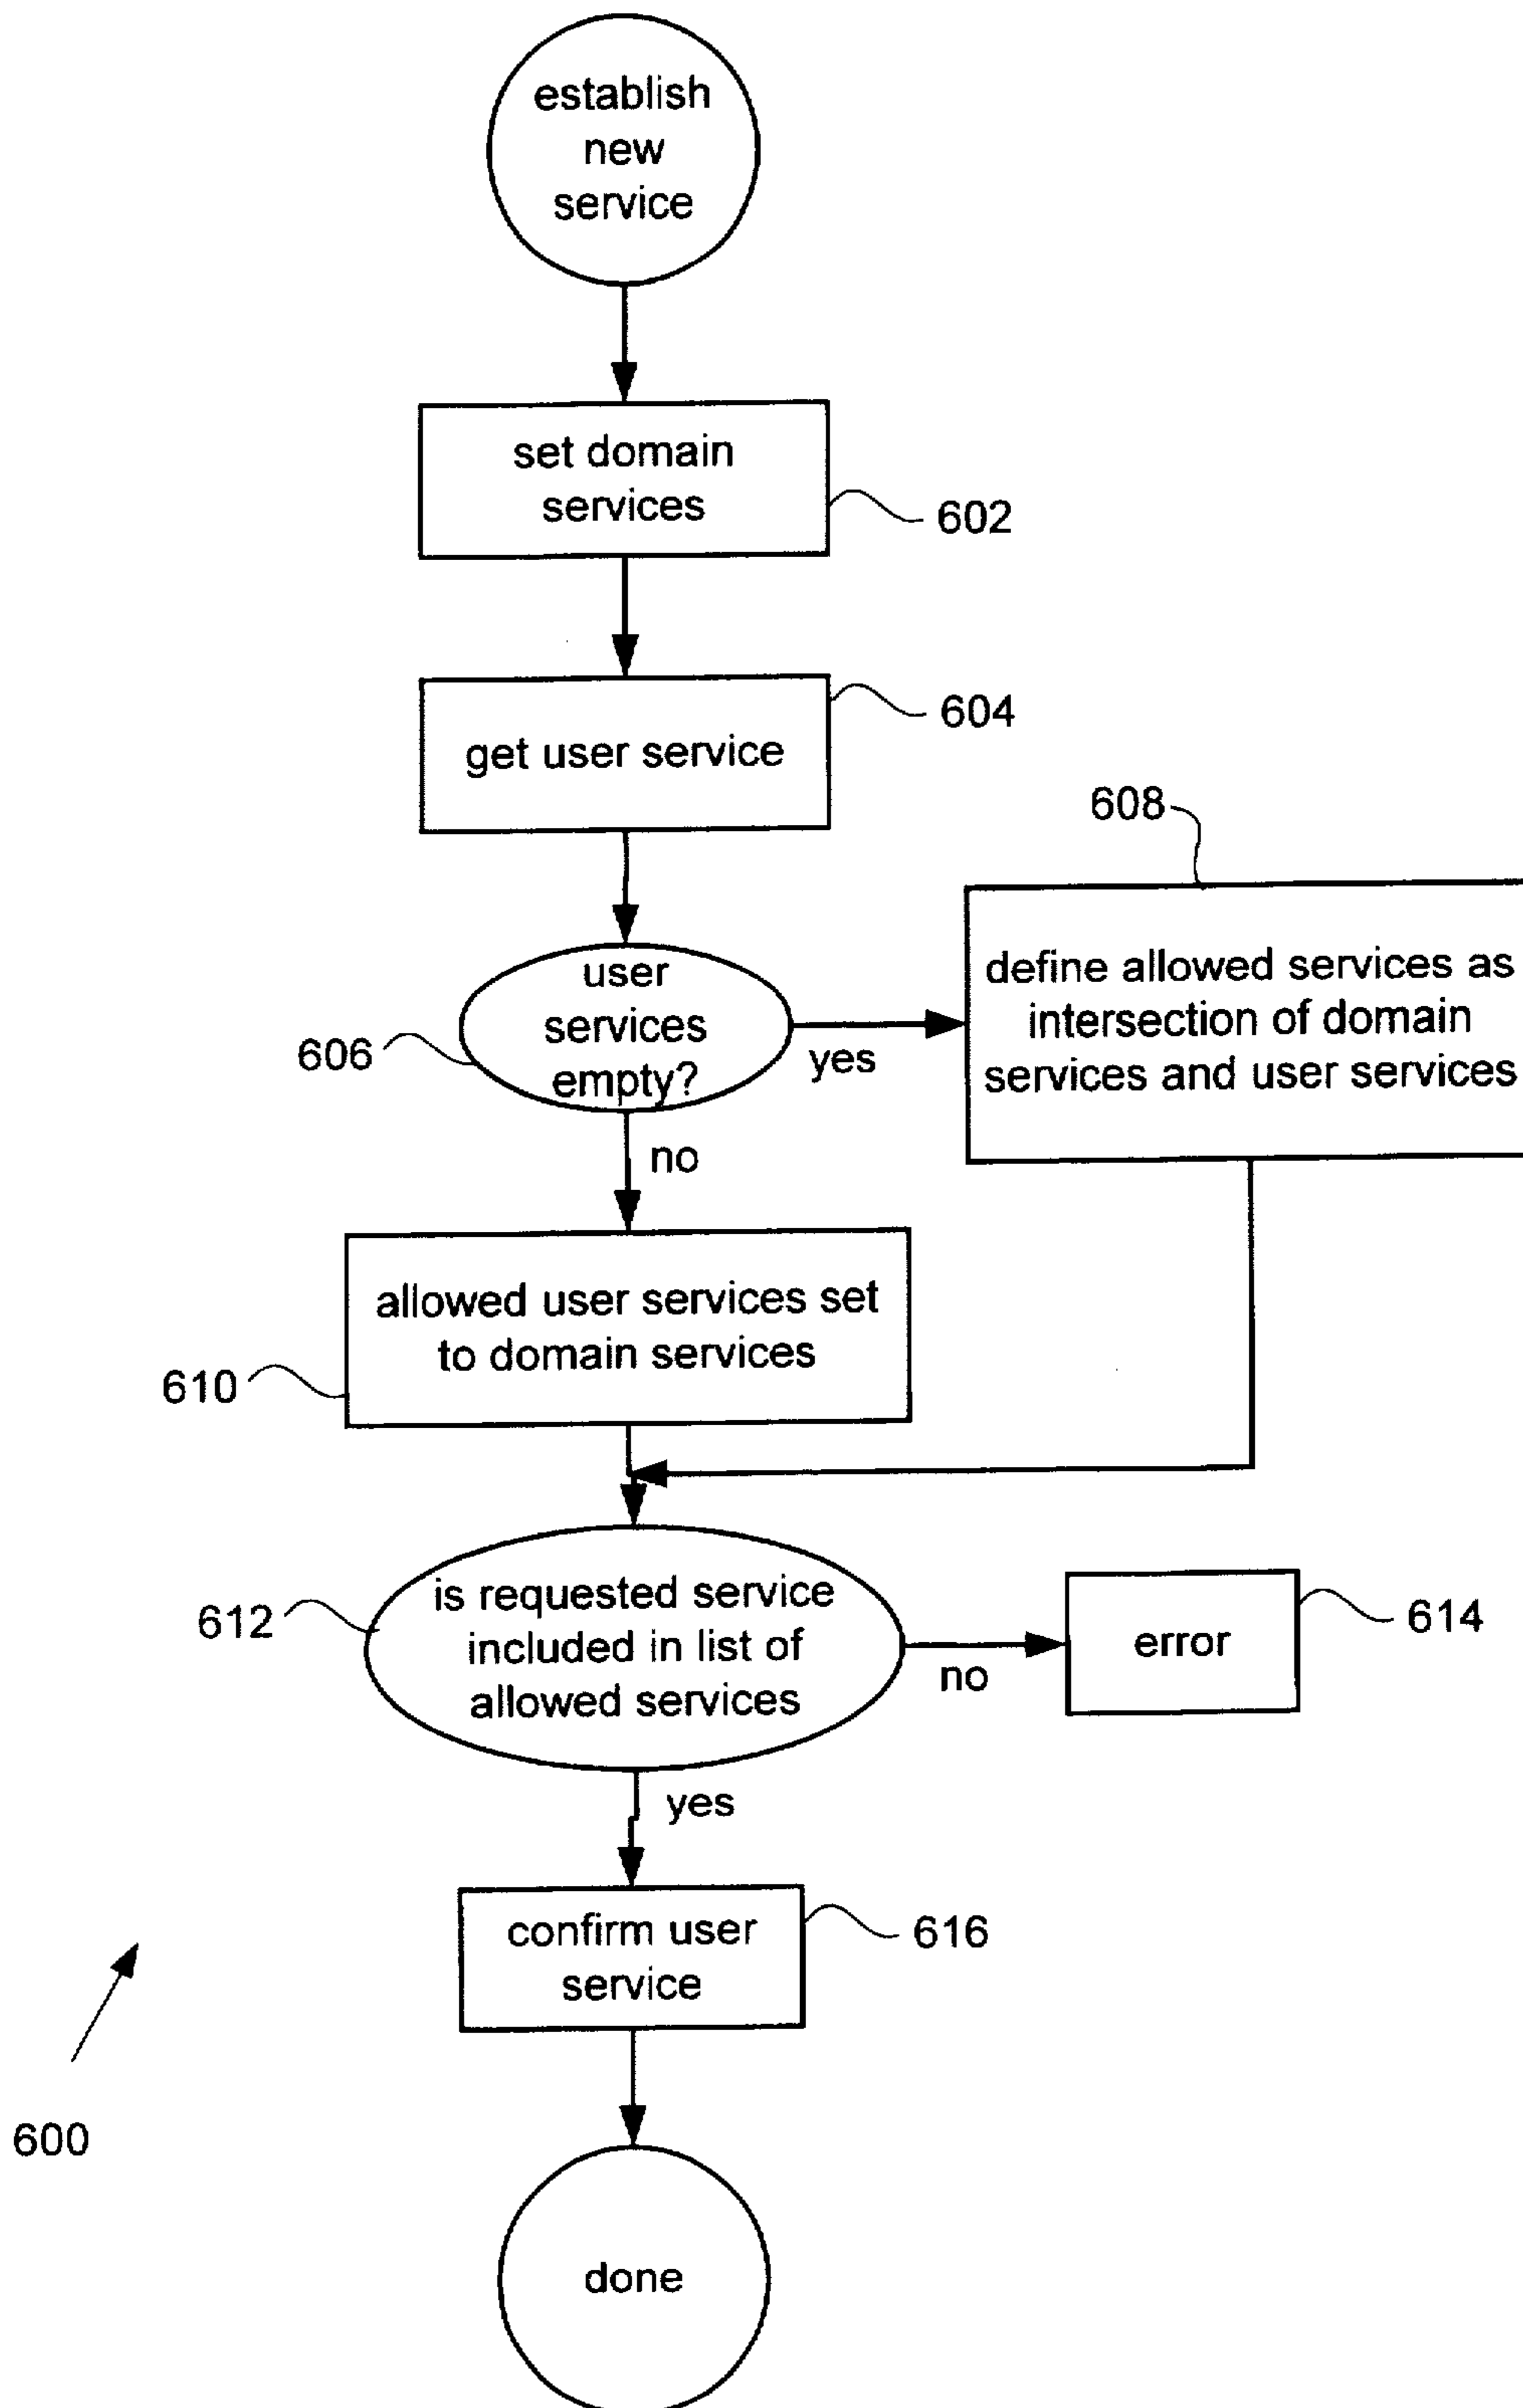 establish
new
service
set domain
services
602
604
get user service
608
user
services
empty?
606
yes
define allowed services as
intersection of domain
services and user services
no
allowed user services set
to domain services
610
is requested service
included in list of
allowed services
612
no
error
614
yes
confirm user
service
616
600
done